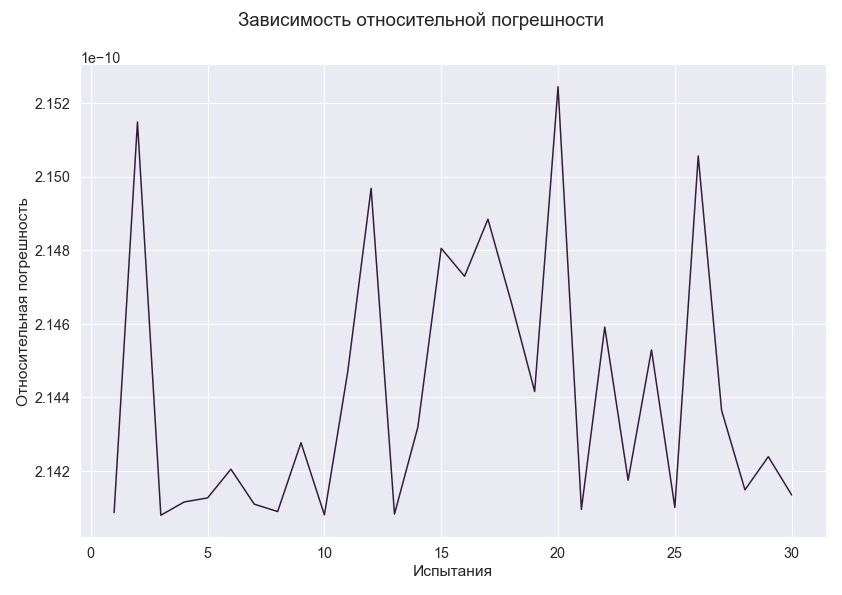 Зависимость относительной погрешности
1e−10
2.152
2.150
2.148
2.146
2.144
2.142
Относительная погрешность
0 5 10 15 20 25 30
Испытания